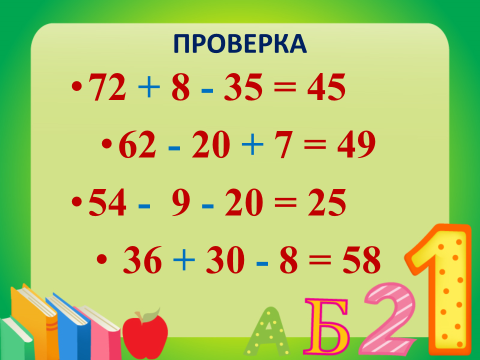 ПРОВЕРКА
• 72 + 8 - 35 = 45
• 62 - 20 + 7 = 49
• 54 - 9 - 20 = 25
• 36 + 30 - 8 = 58
А Б 2 1